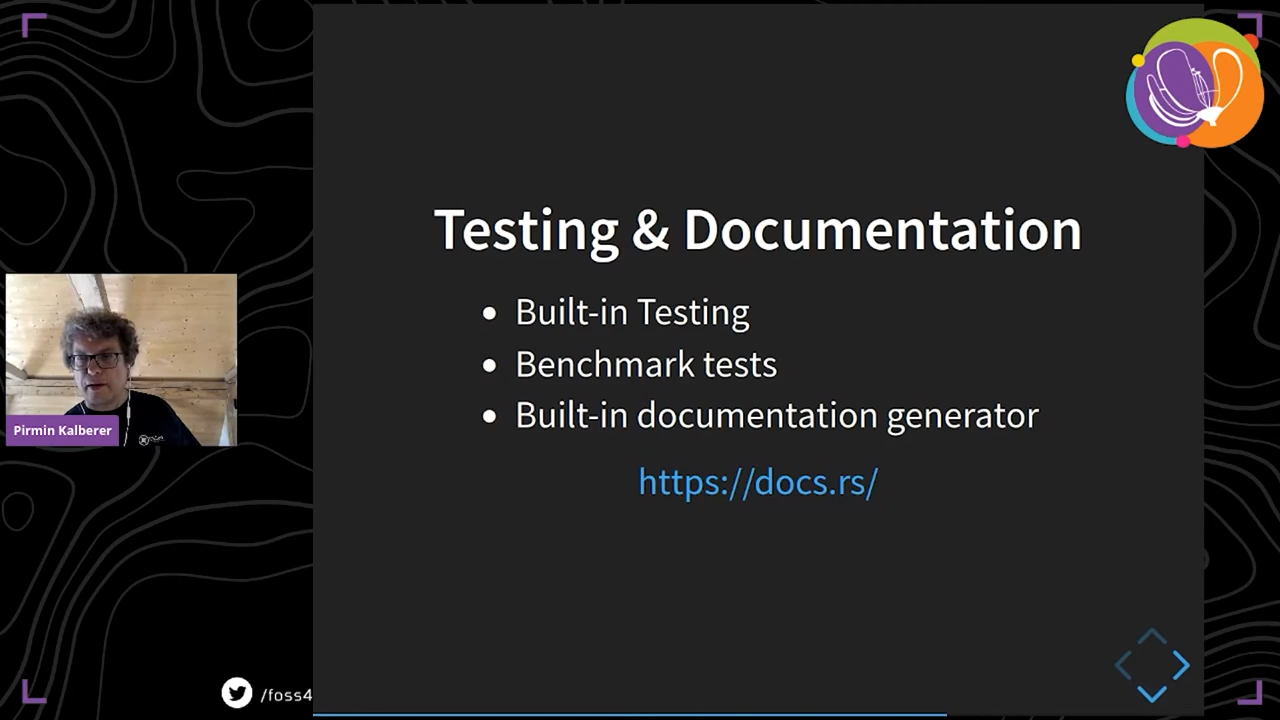 Testing & Documentation
Built-in Testing
Benchmark tests
Built-in documentation generator
https://docs.rs/
Pirmin Kalberer
/foss4